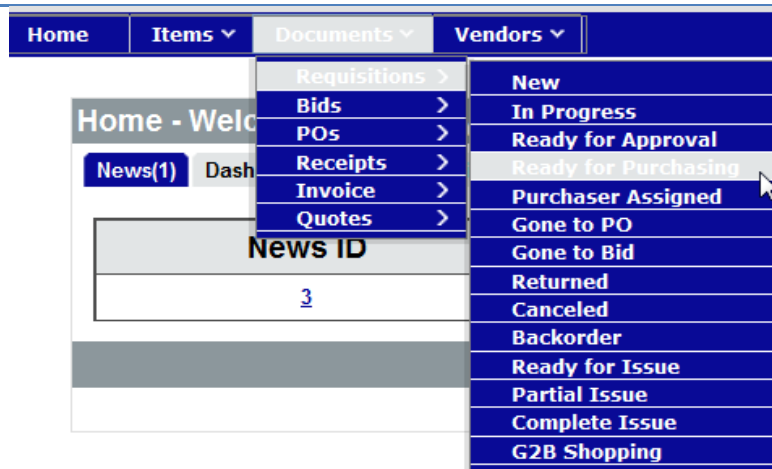 Home Items Documents Vendors
Requisitions
Bids
POs
Receipts
Invoice
Quotes
New
In Progress
Ready for Approval
Ready for Purchasing
Purchaser Assigned
Gone to PO
Gone to Bid
Returned
Canceled
Backorder
Ready for Issue
Partial Issue
Complete Issue
G2B Shopping
Home - Welc
News(1) Dash
News ID
3